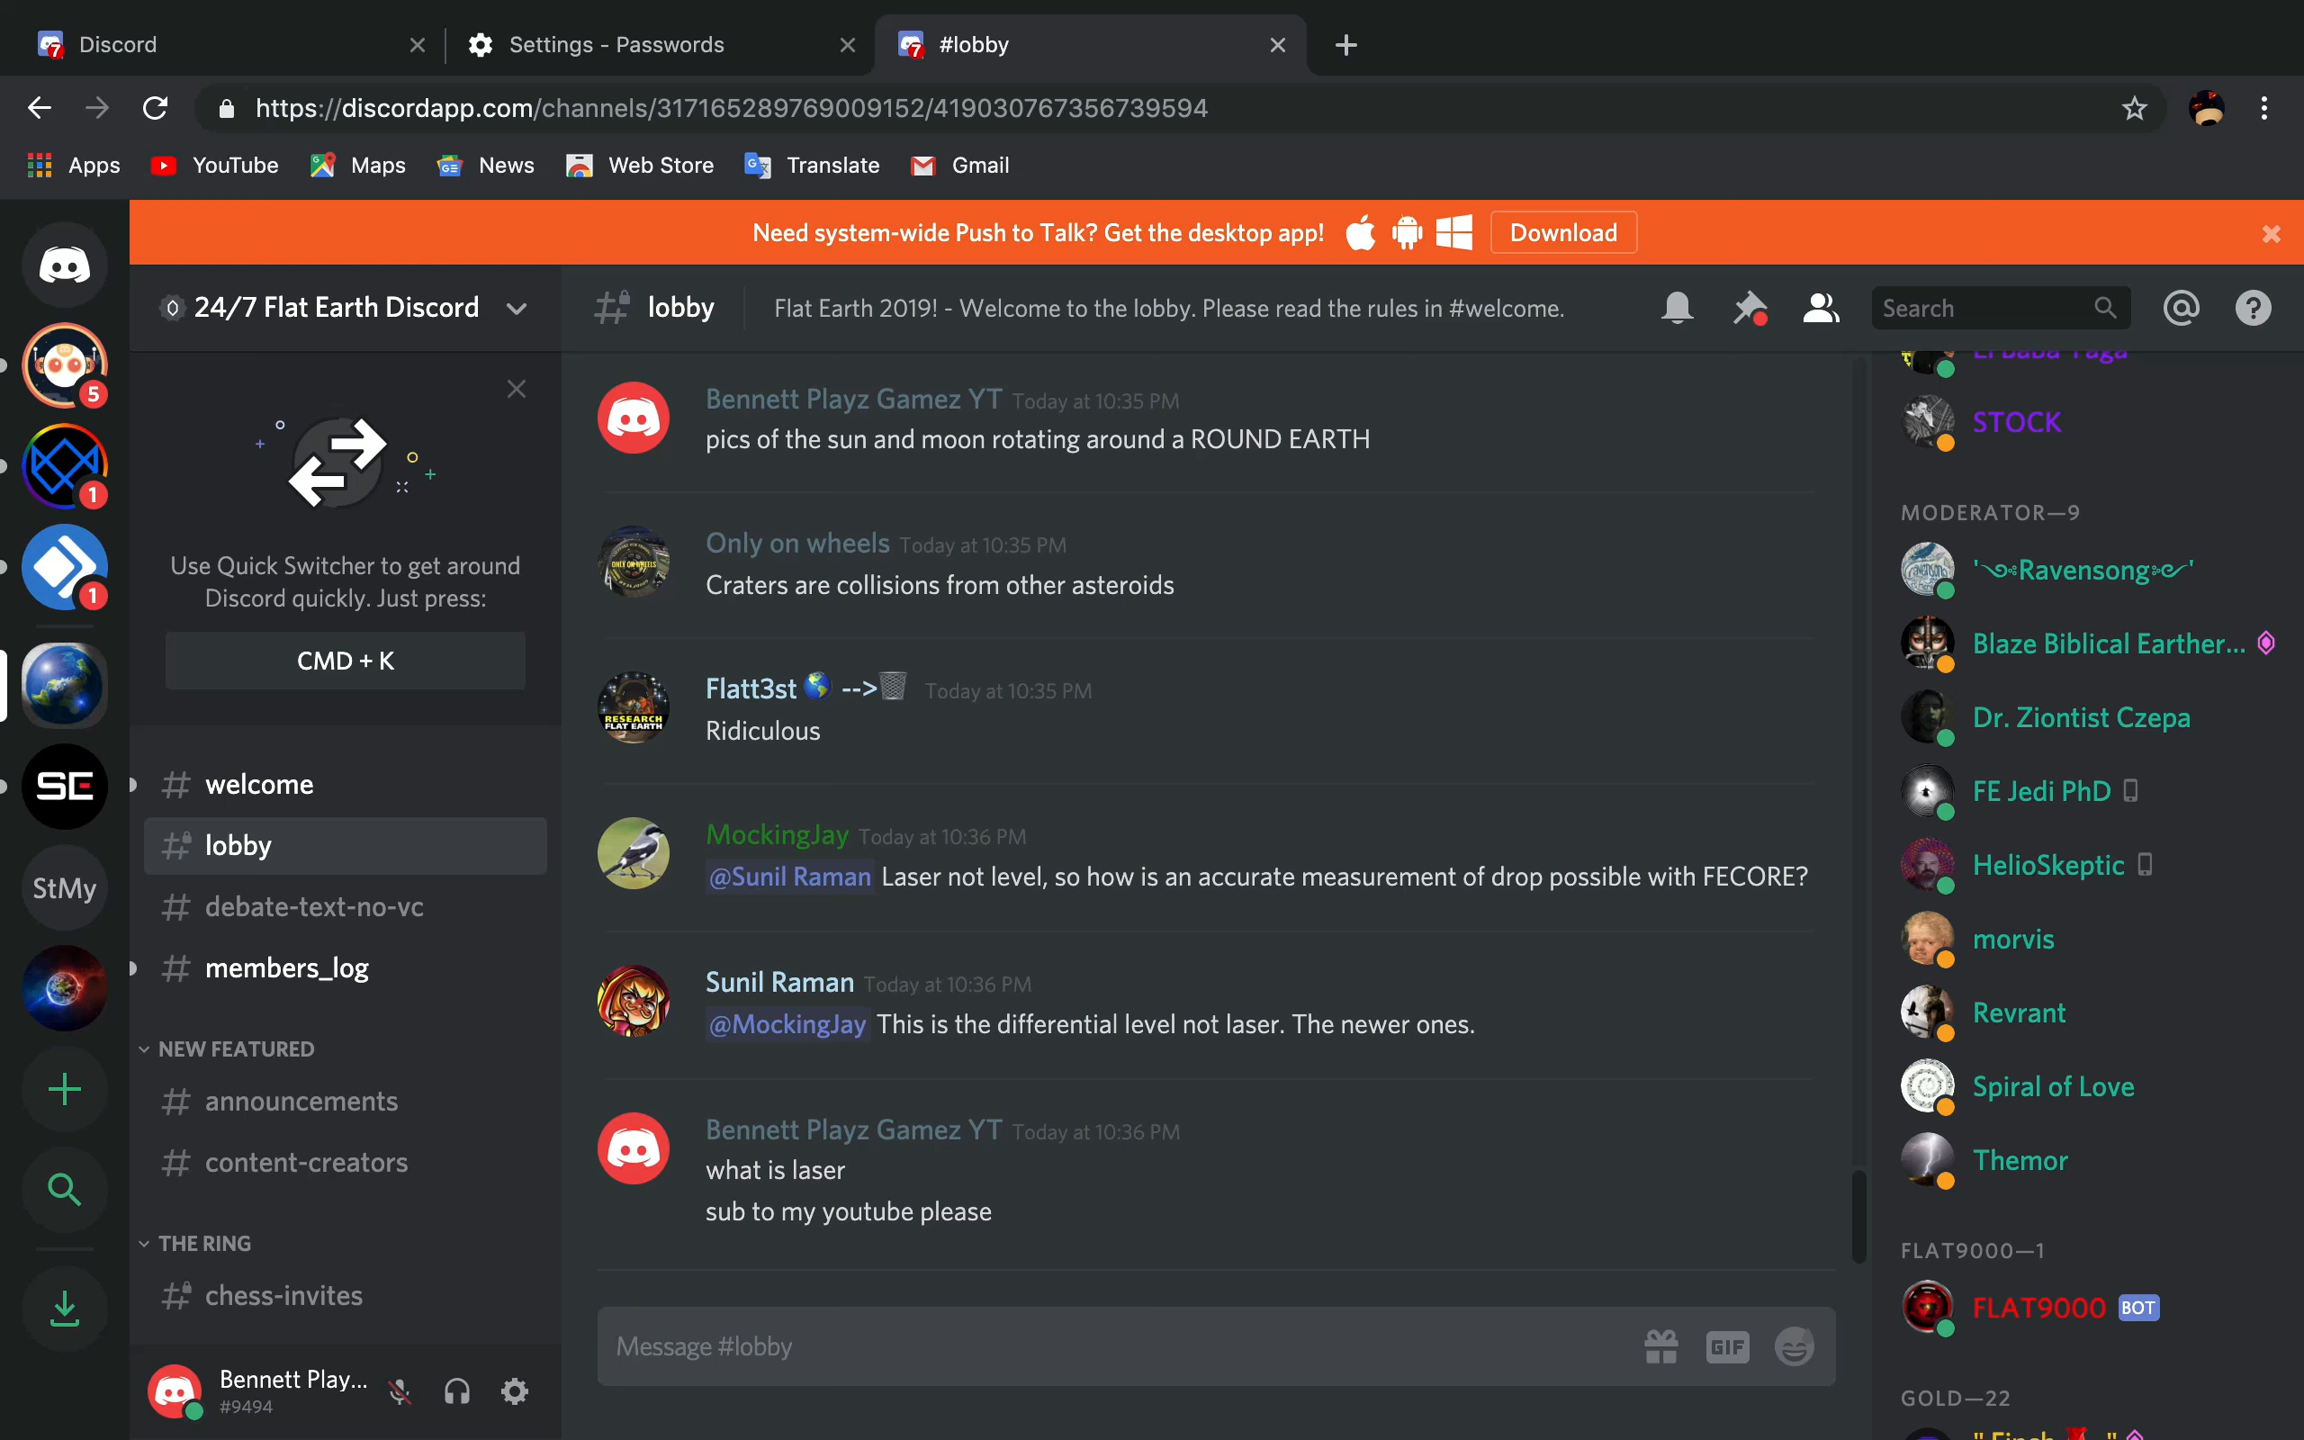 Discord
Settings - Passwords
#lobby
https://discordapp.com/channels/317165289769009152/419030767356739594
Apps
YouTube
Maps
News
Web Store
Translate
Gmail
Need system-wide Push to Talk? Get the desktop app!
Download
24/7 Flat Earth Discord
lobby
Flat Earth 2019! - Welcome to the lobby. Please read the rules in #welcome.
Search
5
1
1
SE
StMy
Use Quick Switcher to get around
Discord quickly. Just press:
CMD + K
welcome
lobby
debate-text-no-vc
members_log
NEW FEATURED
announcements
content-creators
THE RING
chess-invites
Bennett Play...
#9494
Bennett Playz Gamez YT Today at 10:35 PM
pics of the sun and moon rotating around a ROUND EARTH
Only on wheels Today at 10:35 PM
Craters are collisions from other asteroids
Flatt3st 🌎 -->🗑 Today at 10:35 PM
Ridiculous
RESEARCH
FLAT EARTH
MockingJay Today at 10:36 PM
@Sunil Raman Laser not level, so how is an accurate measurement of drop possible with FECORE?
Sunil Raman Today at 10:36 PM
@MockingJay This is the differential level not laser. The newer ones.
Bennett Playz Gamez YT Today at 10:36 PM
what is laser
sub to my youtube please
Message #lobby
GIF
STOCK
MODERATOR—9
'↝Ravensong↜'
Blaze Biblical Earther...
Dr. Ziontist Czepa
FE Jedi PhD
HelioSkeptic
morvis
Revrant
Spiral of Love
Themor
FLAT9000—1
FLAT9000 BOT
GOLD—22